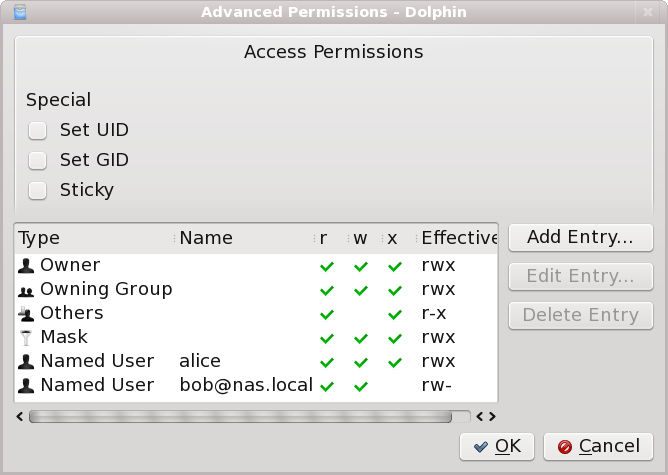 Advanced Permissions - Dolphin
Access Permissions
Special
Set UID
Set GID
Sticky
Type Name r w x Effective
Owner rwx
Owning Group rwx
Others r-x
Mask rwx
Named User alice rwx
Named User bob@nas.local rw-
Add Entry...
Edit Entry...
Delete Entry
OK
Cancel